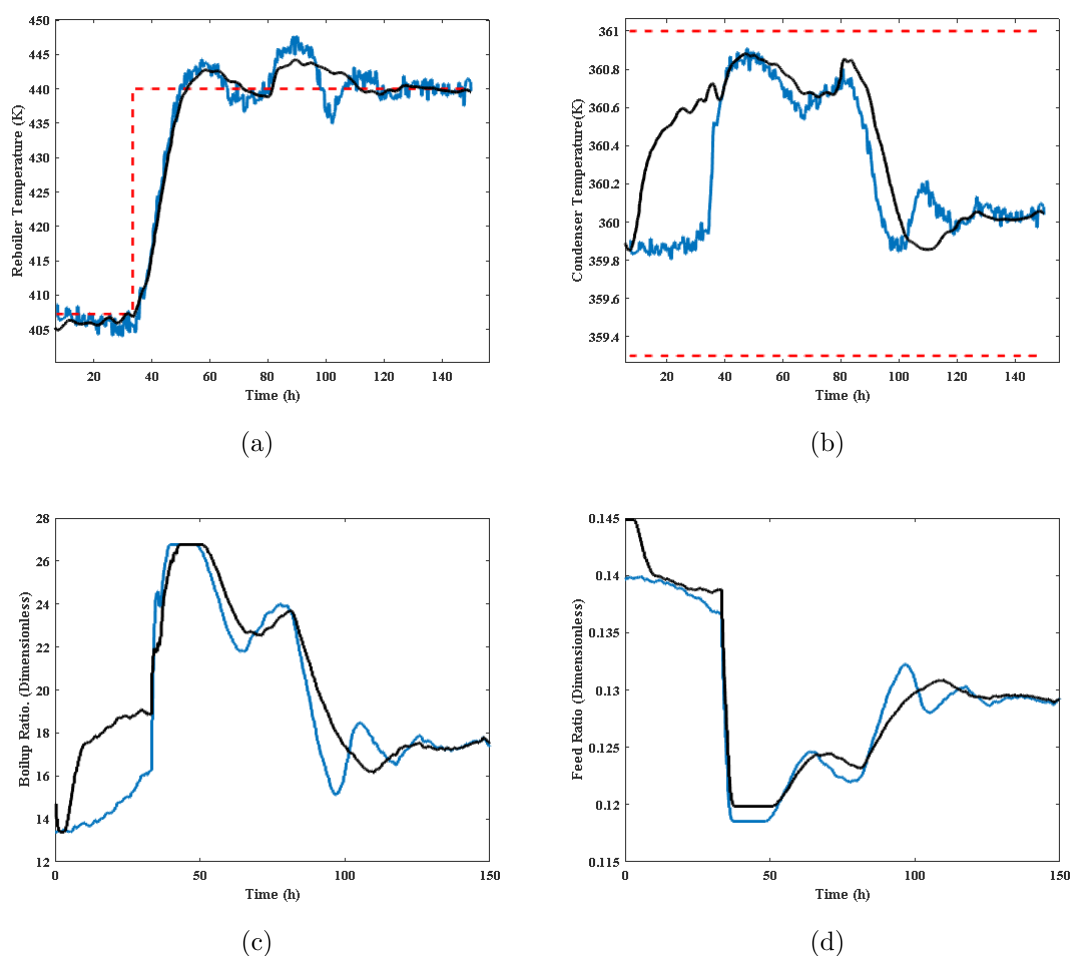 450
445
440
435
430
425
420
415
410
405
Reboiler Temperature (K)
20 40 60 80 100 120 140
Time (h)
(a)
361
360.8
360.6
360.4
360.2
360
359.8
359.6
359.4
Condenser Temperature(K)
20 40 60 80 100 120 140
Time (h)
(b)
28
26
24
22
20
18
16
14
12
Boilup Ratio. (Dimensionless)
0 50 100 150
Time (h)
(c)
0.145
0.14
0.135
0.13
0.125
0.12
0.115
Feed Ratio (Dimensionless)
0 50 100 150
Time (h)
(d)